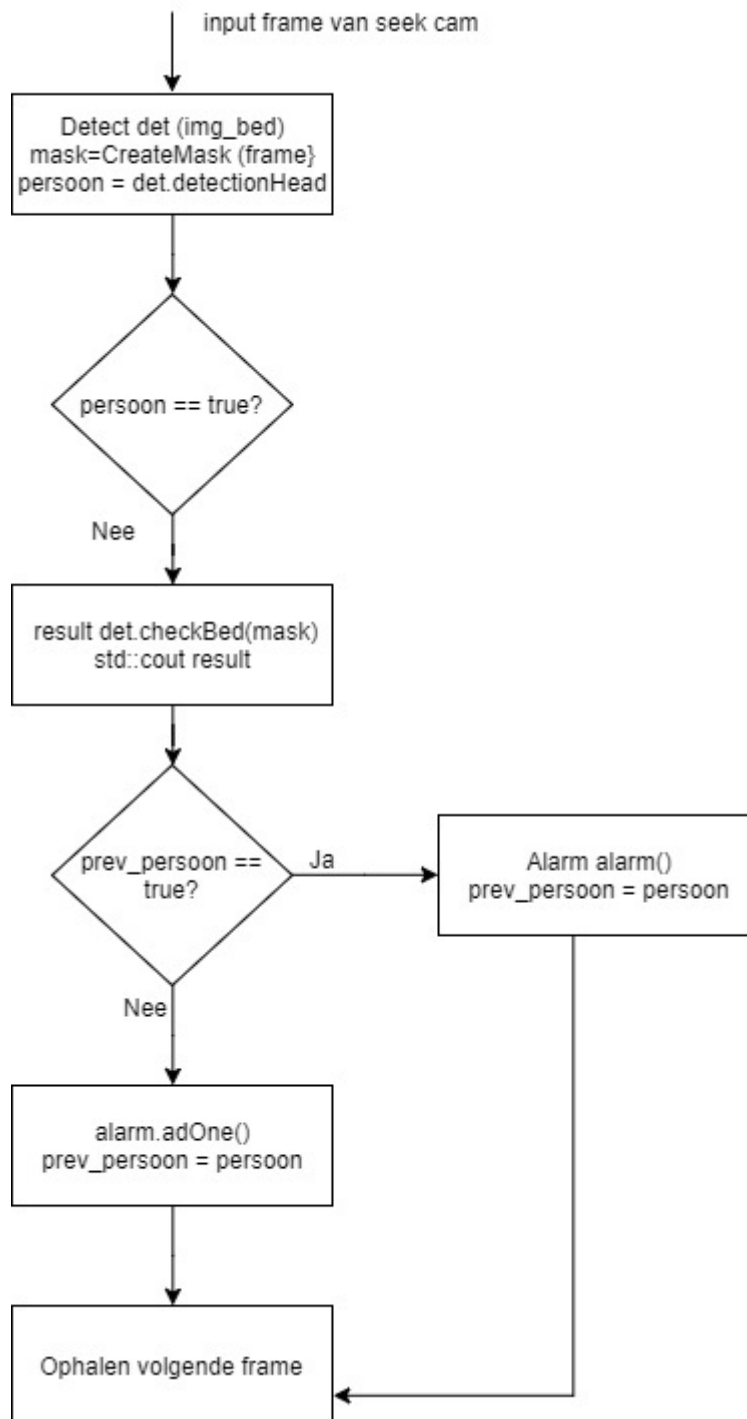 input frame van seek cam
Detect det (img_bed)
mask=CreateMask (frame}
persoon = det.detectionHead
persoon == true?
Nee
result det.checkBed(mask)
std::cout result
prev_persoon ==
true?
Ja
Alarm alarm()
prev_persoon = persoon
Nee
alarm.adOne()
prev_persoon = persoon
Ophalen volgende frame